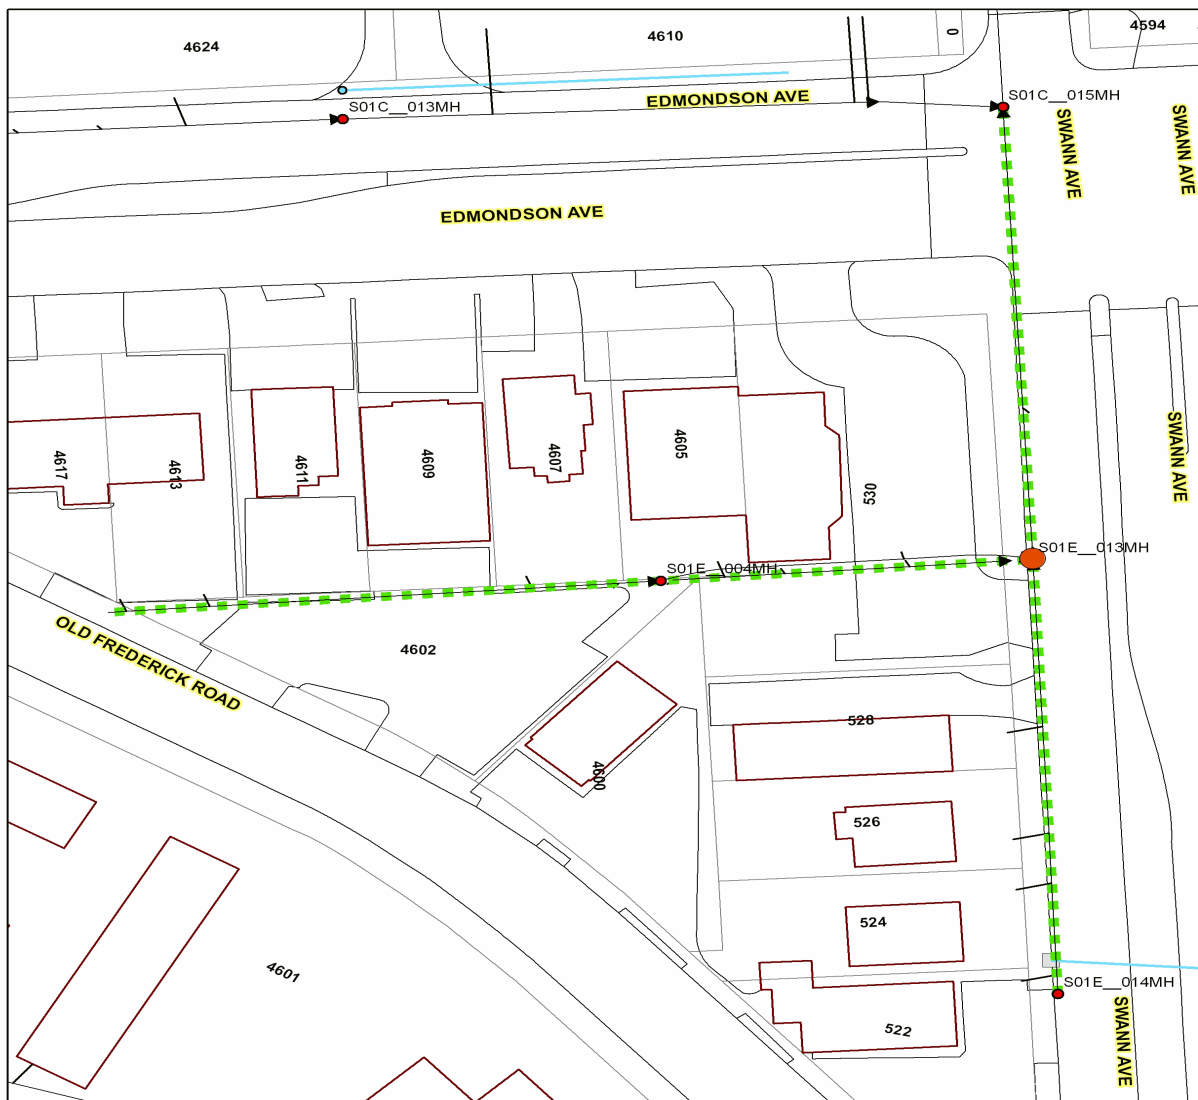 4624
4610
0
4594
S01C__013MH
EDMONDSON AVE
S01C__015MH
SWANN AVE
SWANN AVE
EDMONDSON AVE
4617
4613
4611
4609
4607
4605
530
SWANN AVE
S01E__004MH
S01E__013MH
OLD FREDERICK ROAD
4602
528
4600
526
524
4601
S01E__014MH
522
SWANN AVE